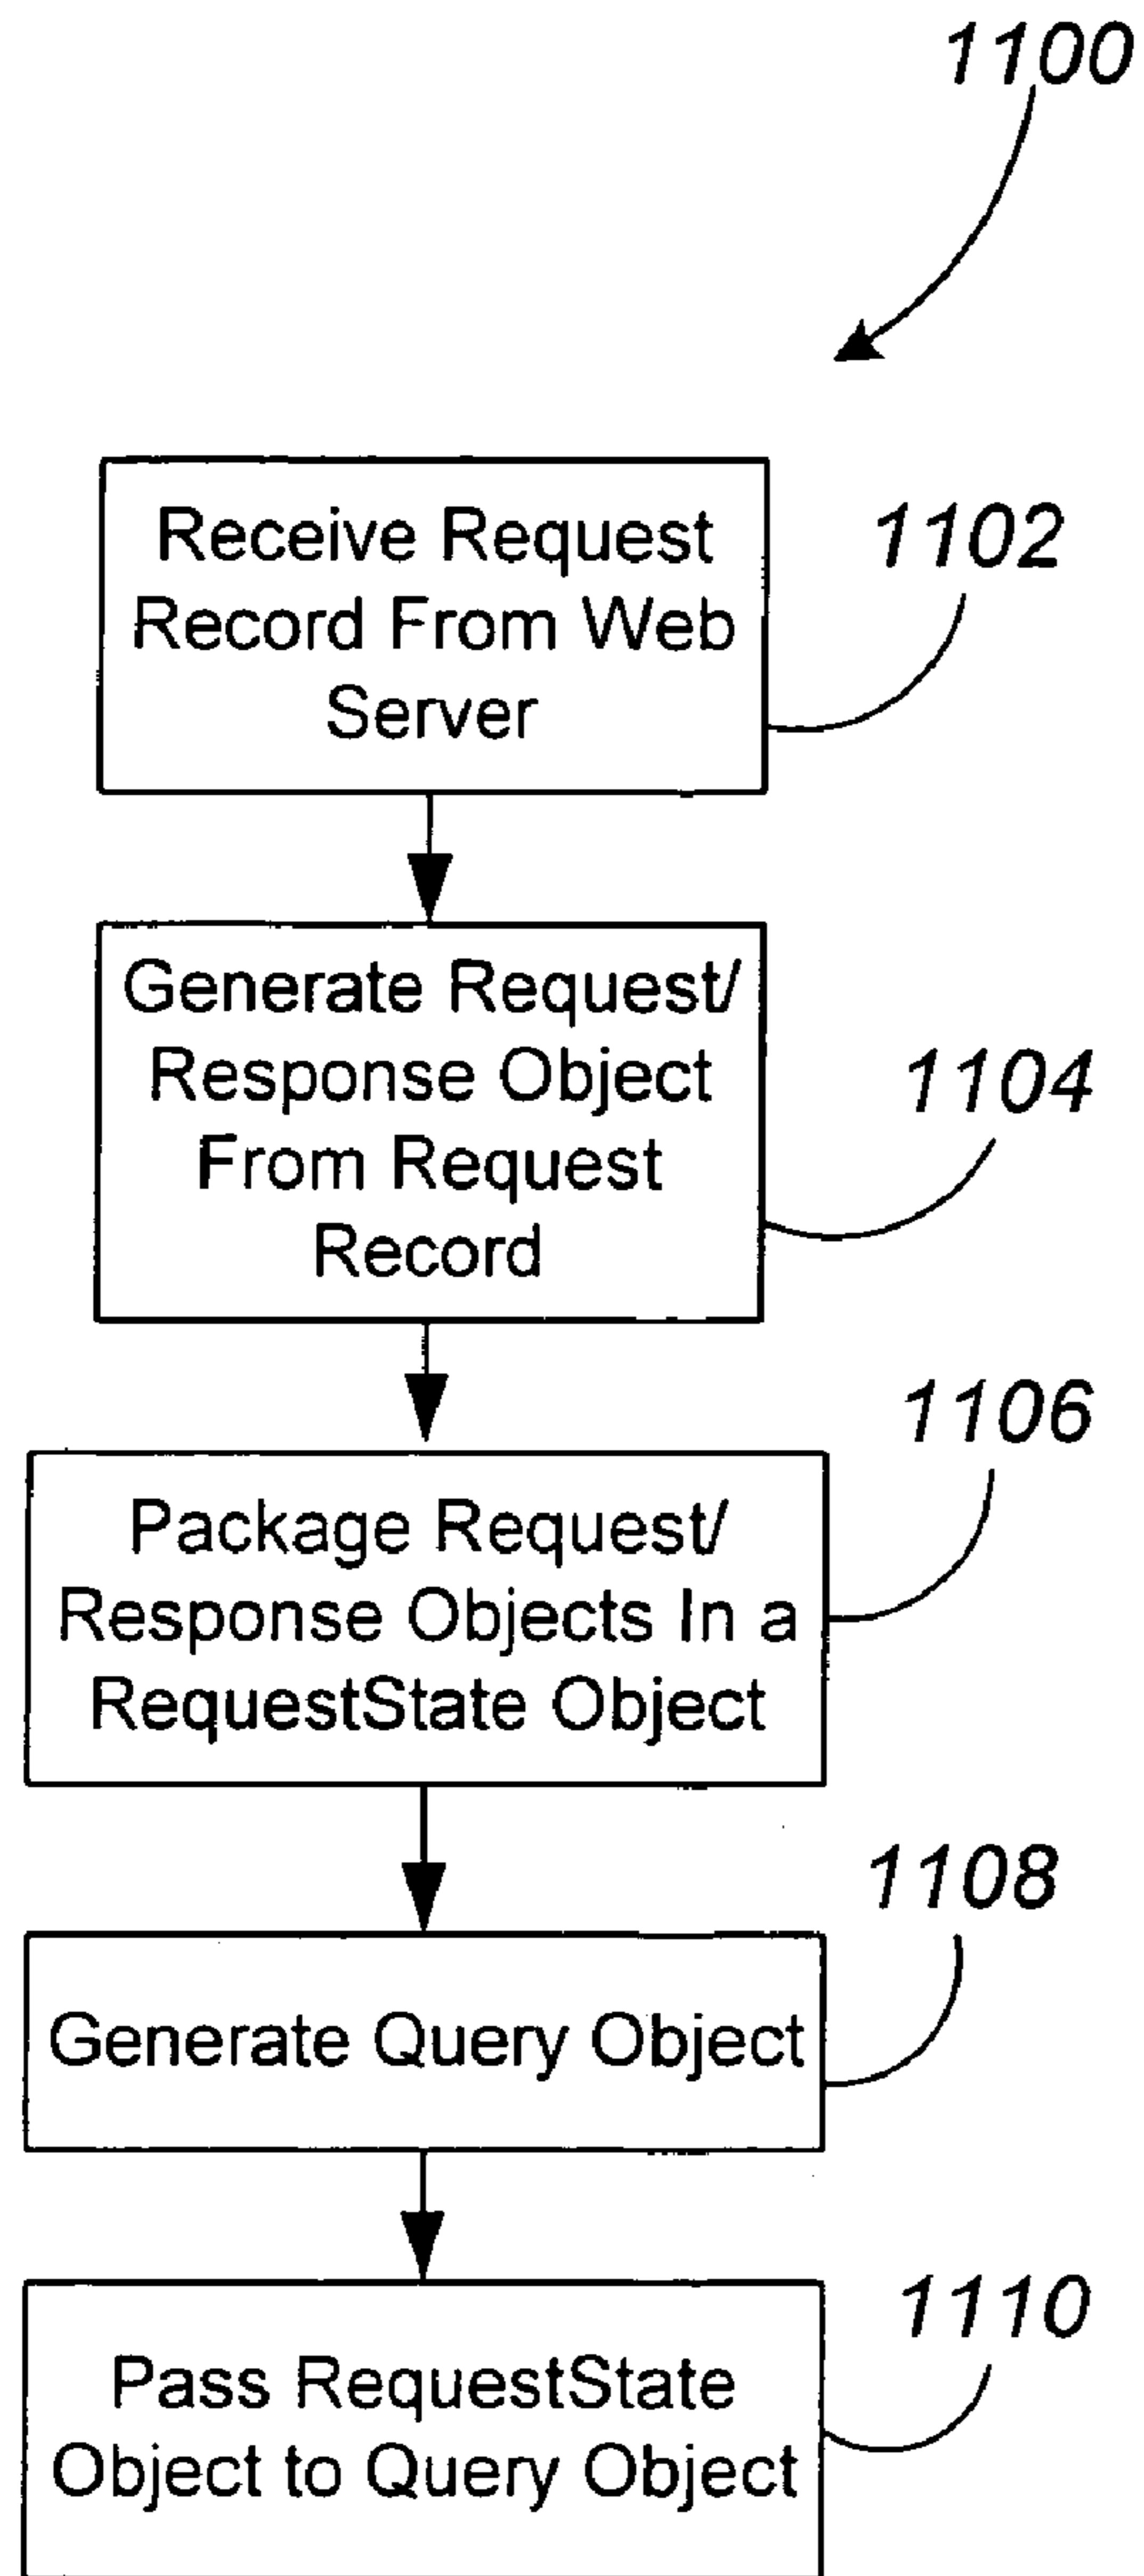 1100
Receive Request
Record From Web
Server
1102
Generate Request/
Response Object
From Request
Record
1104
Package Request/
Response Objects In a
RequestState Object
1106
Generate Query Object
1108
Pass RequestState
Object to Query Object
1110